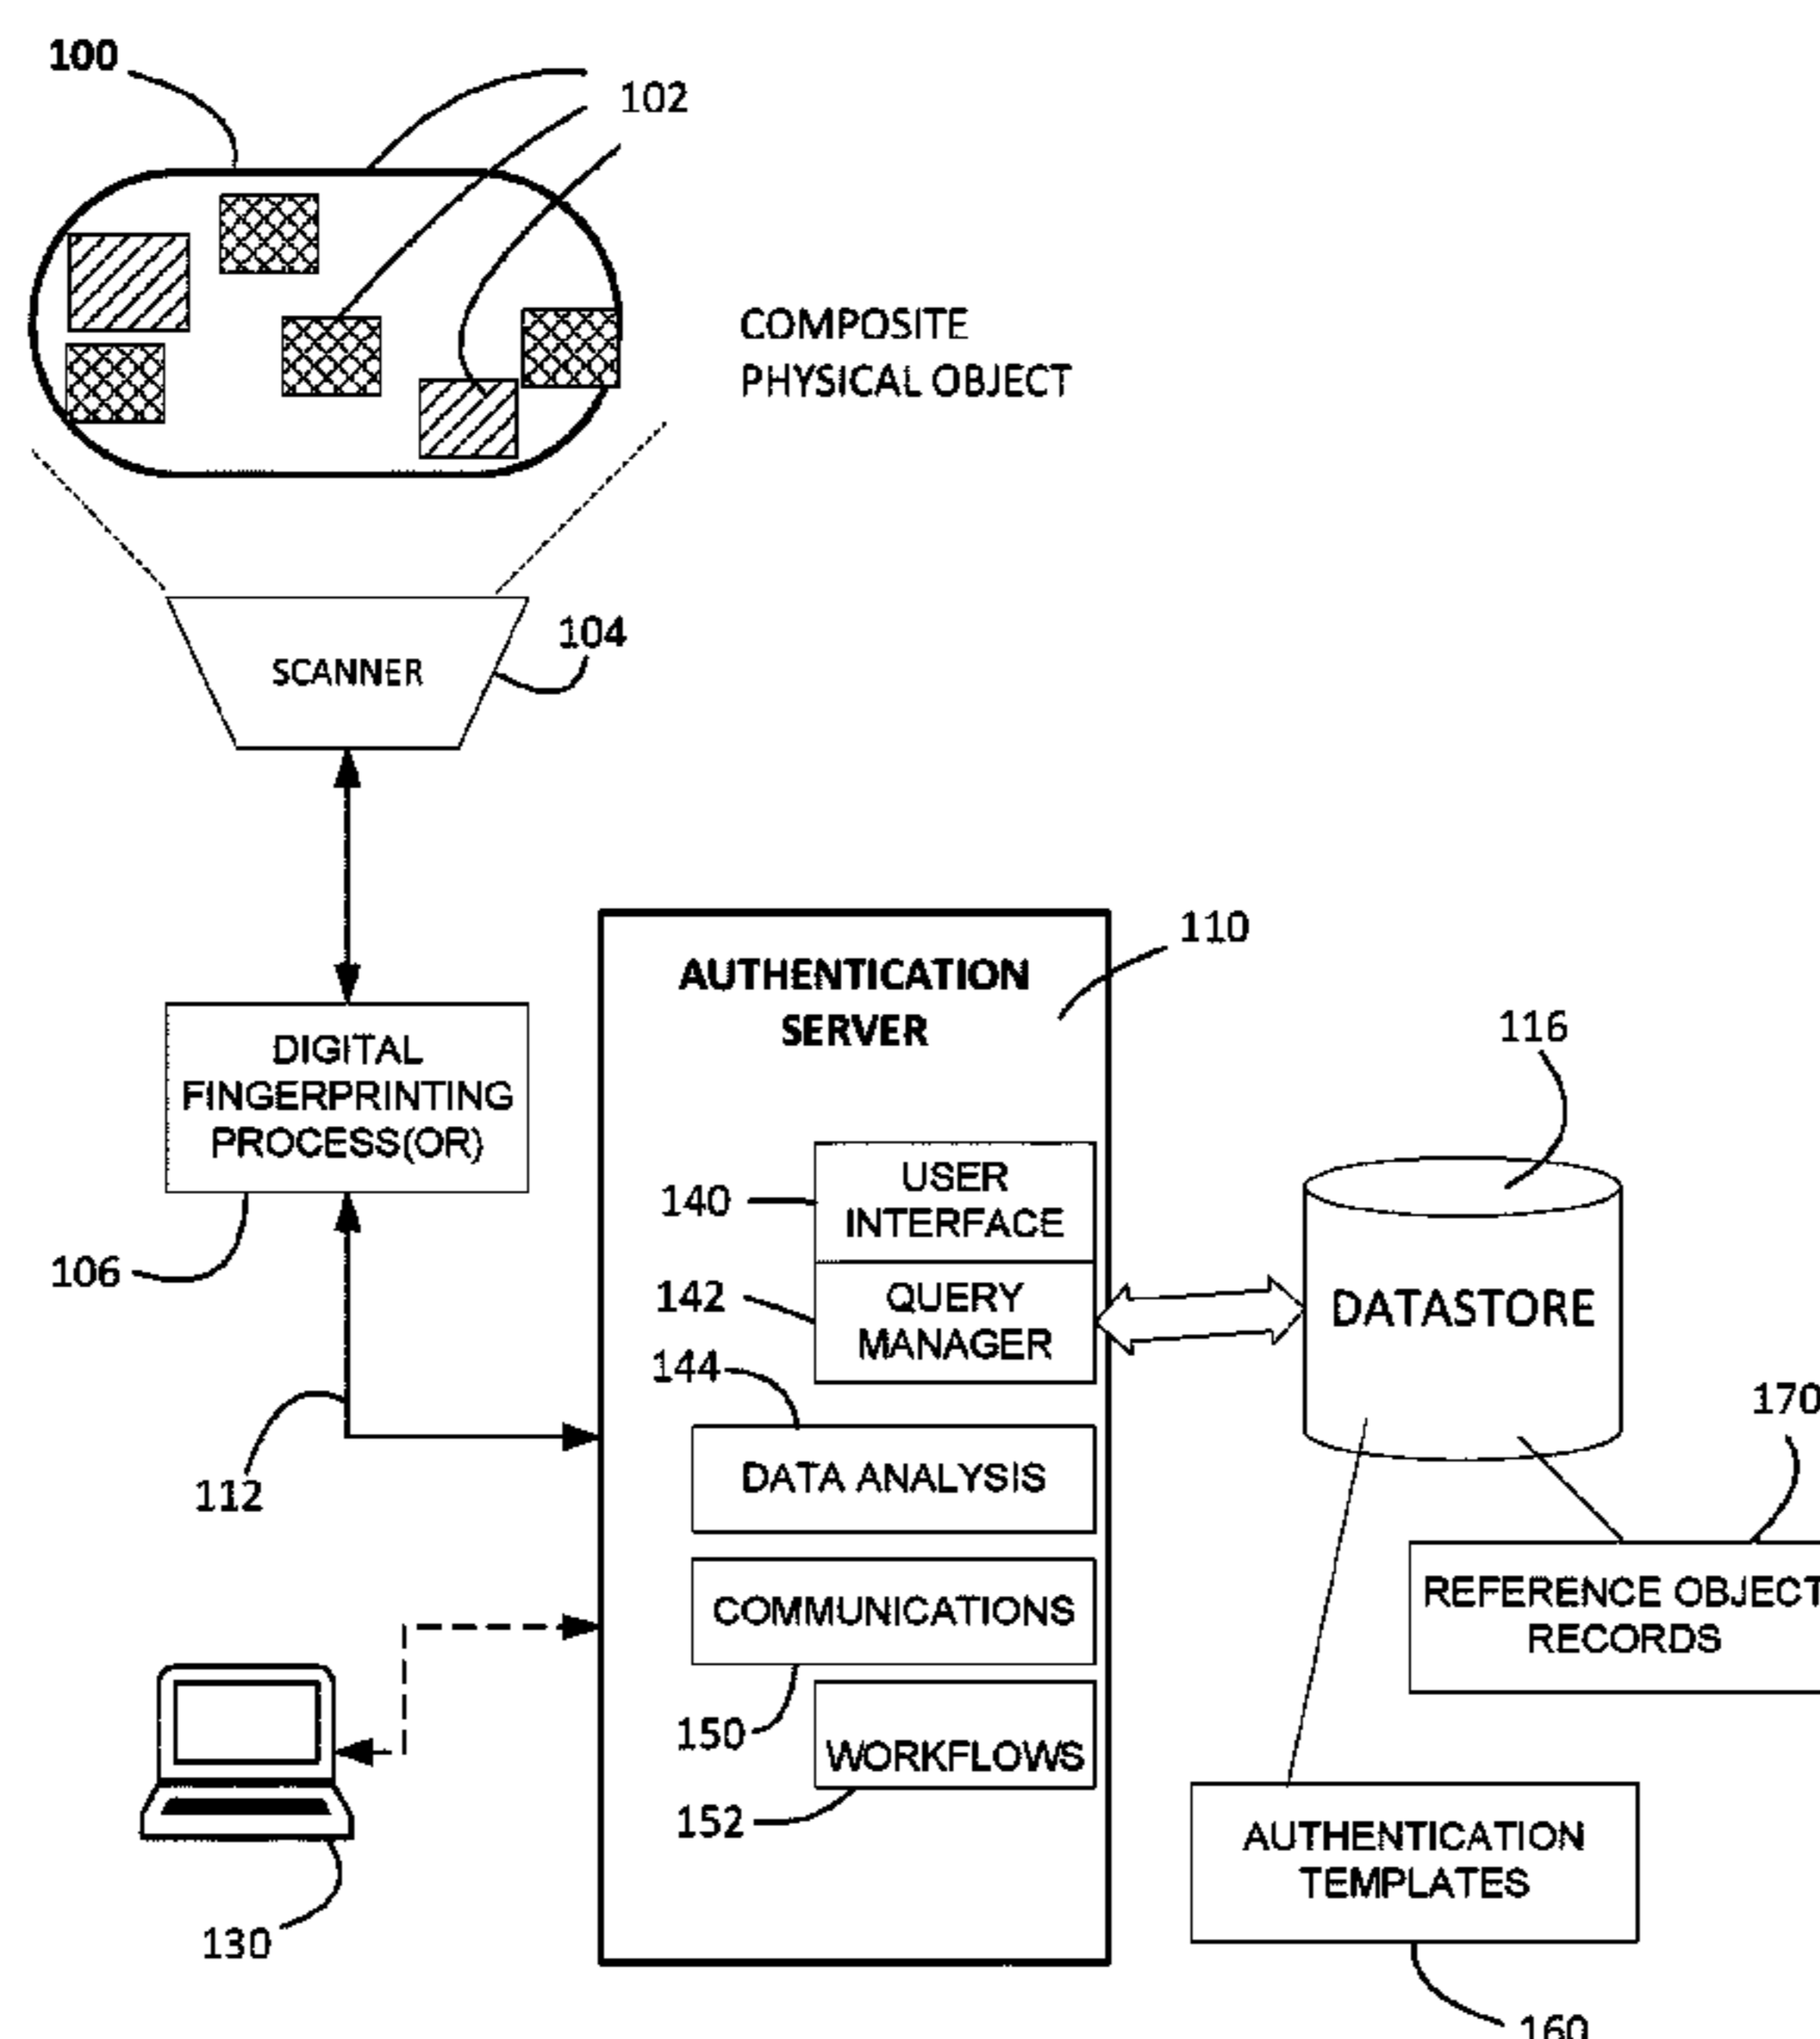 100
102
COMPOSITE
PHYSICAL OBJECT
SCANNER
104
DIGITAL
FINGERPRINTING
PROCESS(OR)
106
112
130
AUTHENTICATION
SERVER
110
140
USER
INTERFACE
142
QUERY
MANAGER
144
DATA ANALYSIS
COMMUNICATIONS
150
WORKFLOWS
152
116
DATASTORE
170
REFERENCE OBJECT
RECORDS
AUTHENTICATION
TEMPLATES
160